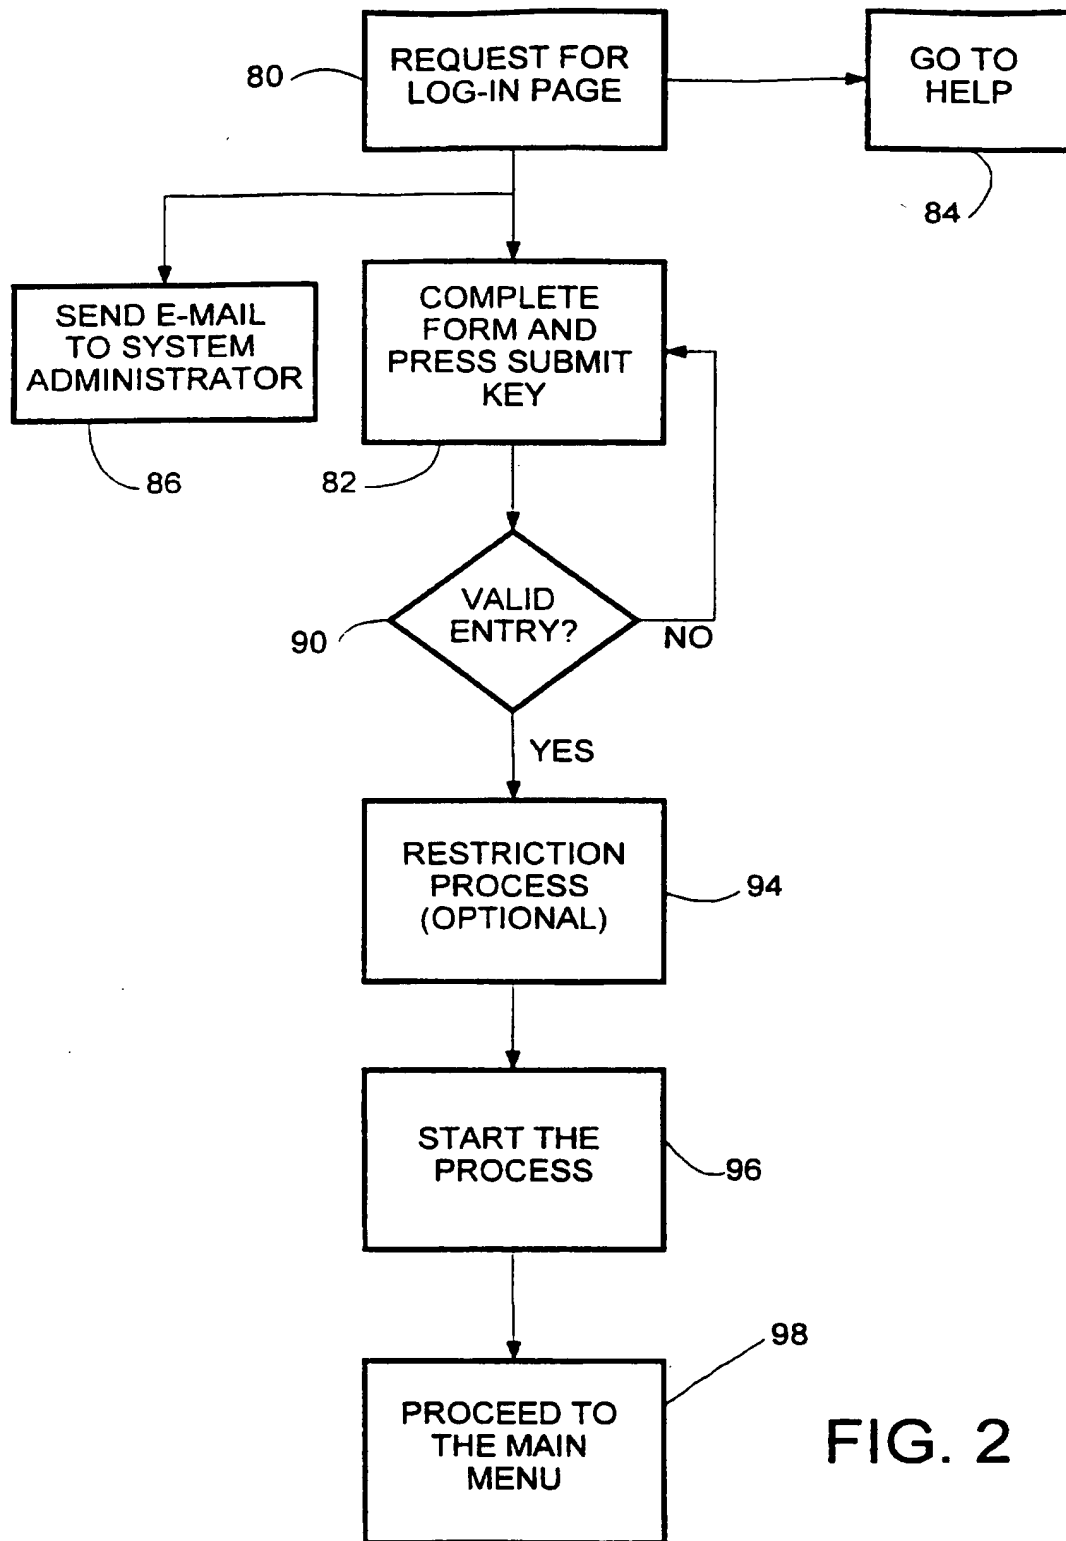 REQUEST FOR
LOG-IN PAGE
80
GO TO
HELP
84
SEND E-MAIL
TO SYSTEM
ADMINISTRATOR
86
COMPLETE
FORM AND
PRESS SUBMIT
KEY
82
VALID
ENTRY?
90
NO
YES
RESTRICTION
PROCESS
(OPTIONAL)
94
START THE
PROCESS
96
98
PROCEED TO
THE MAIN
MENU
FIG. 2